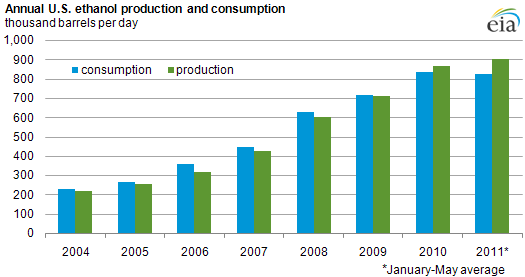 Annual U.S. ethanol production and consumption
thousand barrels per day
eia
1,000
900
800
700
600
500
400
300
200
100
0
consumption production
2004 2005 2006 2007 2008 2009 2010 2011*
*January-May average